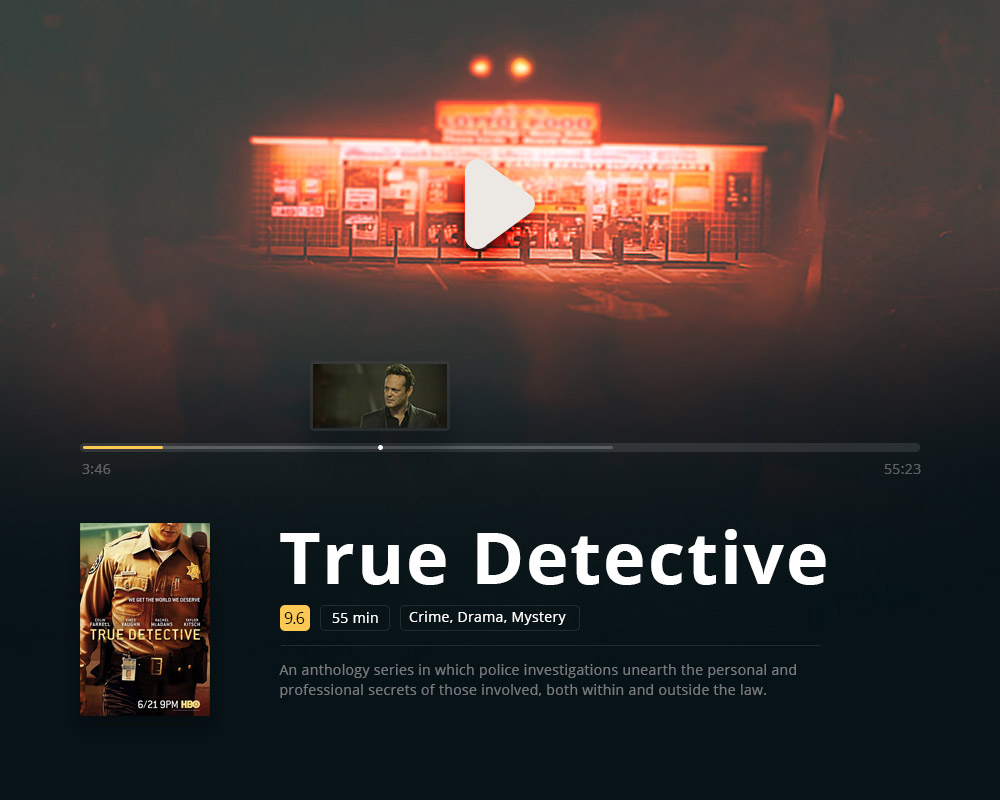 3:46
55:23
WE GET THE WORLD WE DESERVE
COLIN FARRELL
VINCE VAUGHN
RACHEL McADAMS
TAYLOR KITSCH
TRUE DETECTIVE
6/21 9PM HBO
True Detective
9.6
55 min
Crime, Drama, Mystery
An anthology series in which police investigations unearth the personal and
professional secrets of those involved, both within and outside the law.